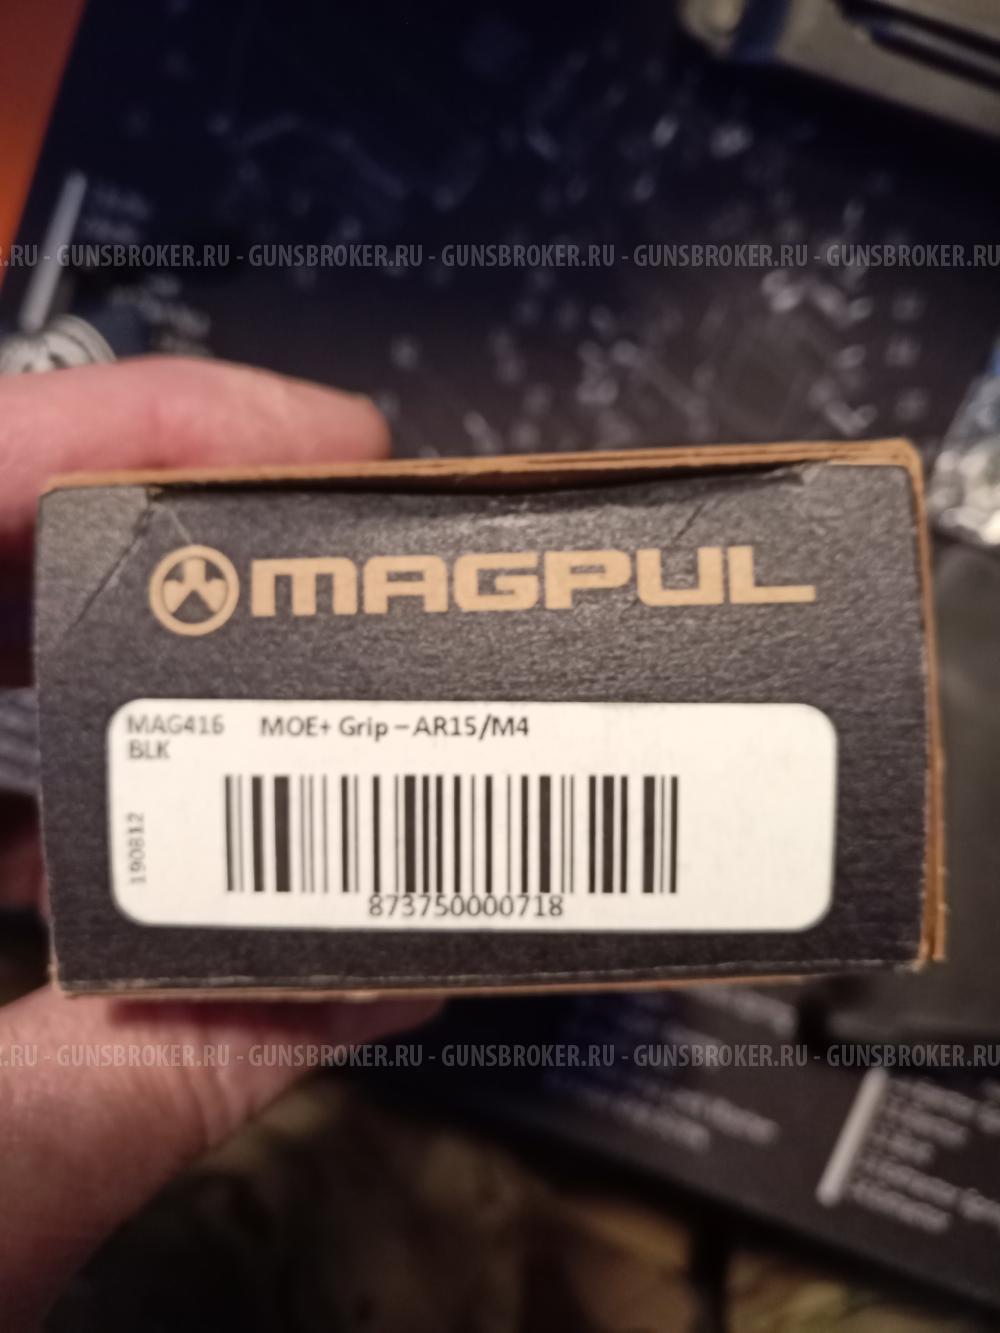 .RU - GUNSBROKER.RU - GUNSBROKER.RU - GUNSBROKER.RU - GUNSBROKER.RU - GUNSBROKER.RU
MAGPUL
MAG416 MOE+ Grip – AR15/M4
BLK
190812
873750000718
.RU - GUNSBROKER.RU - GUNSBROKER.RU - GUNSBROKER.RU - GUNSBROKER.RU - GUNSBROKER.RU